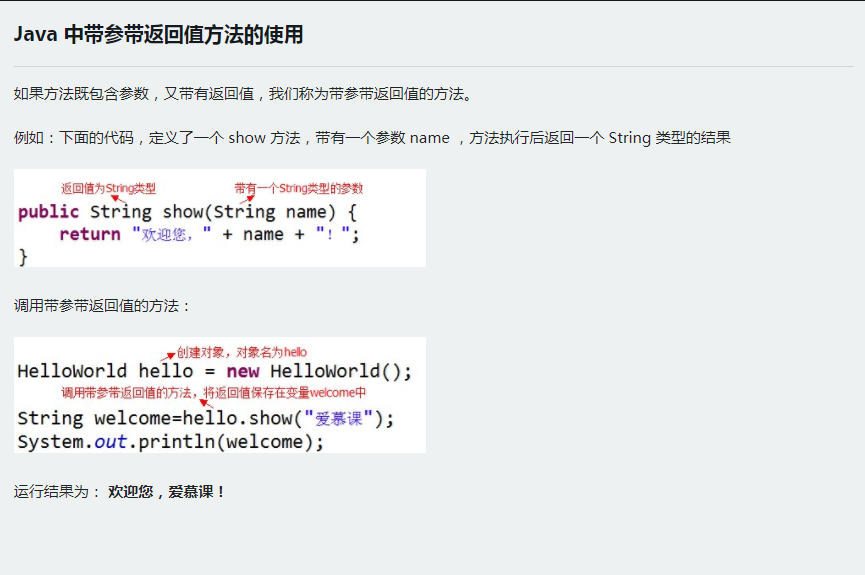 Java 中带参带返回值方法的使用
如果方法既包含参数，又带有返回值，我们称为带参带返回值的方法。
例如：下面的代码，定义了一个 show 方法，带有一个参数 name ，方法执行后返回一个 String 类型的结果
返回值为String类型 带有一个String类型的参数
public String show(String name) {
return "欢迎您，" + name + "！";
}
调用带参带返回值的方法：
创建对象，对象名为hello
HelloWorld hello = new HelloWorld();
调用带参带返回值的方法，将返回值保存在变量welcome中
String welcome=hello.show("爱慕课");
System.out.println(welcome);
运行结果为： 欢迎您，爱慕课！